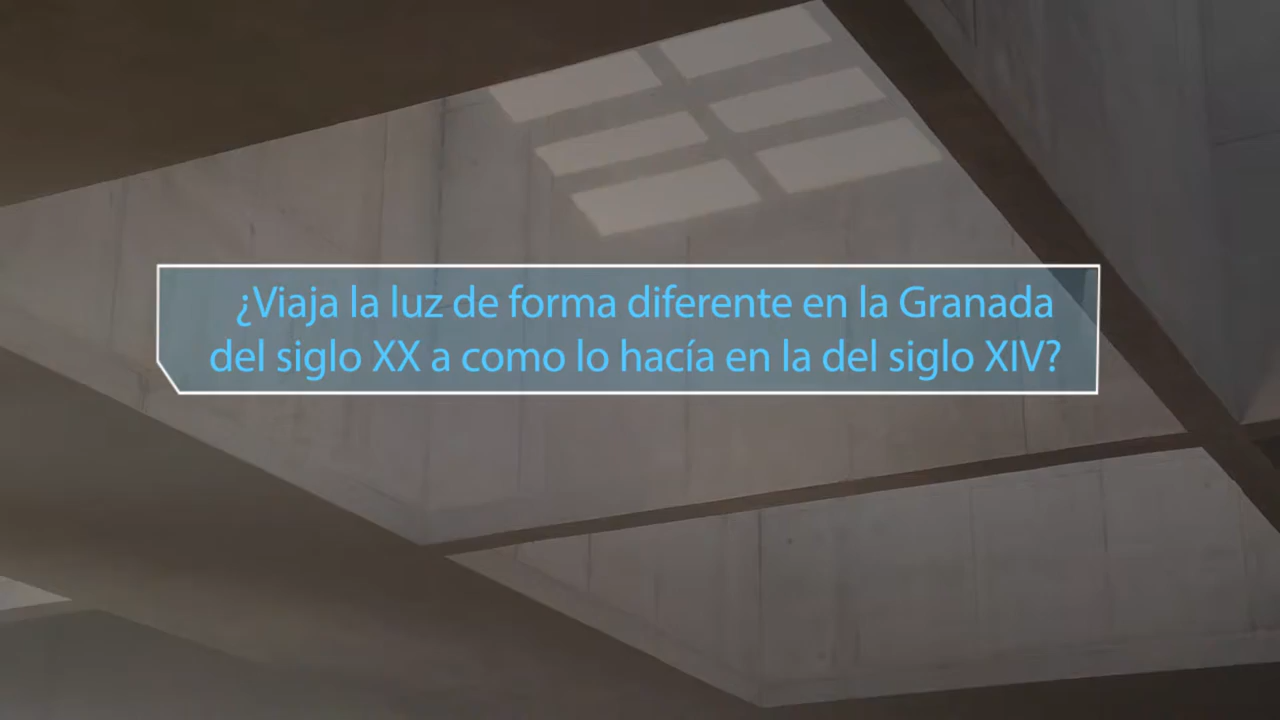 ¿Viaja la luz de forma diferente en la Granada
del siglo XX a como lo hacía en la del siglo XIV?